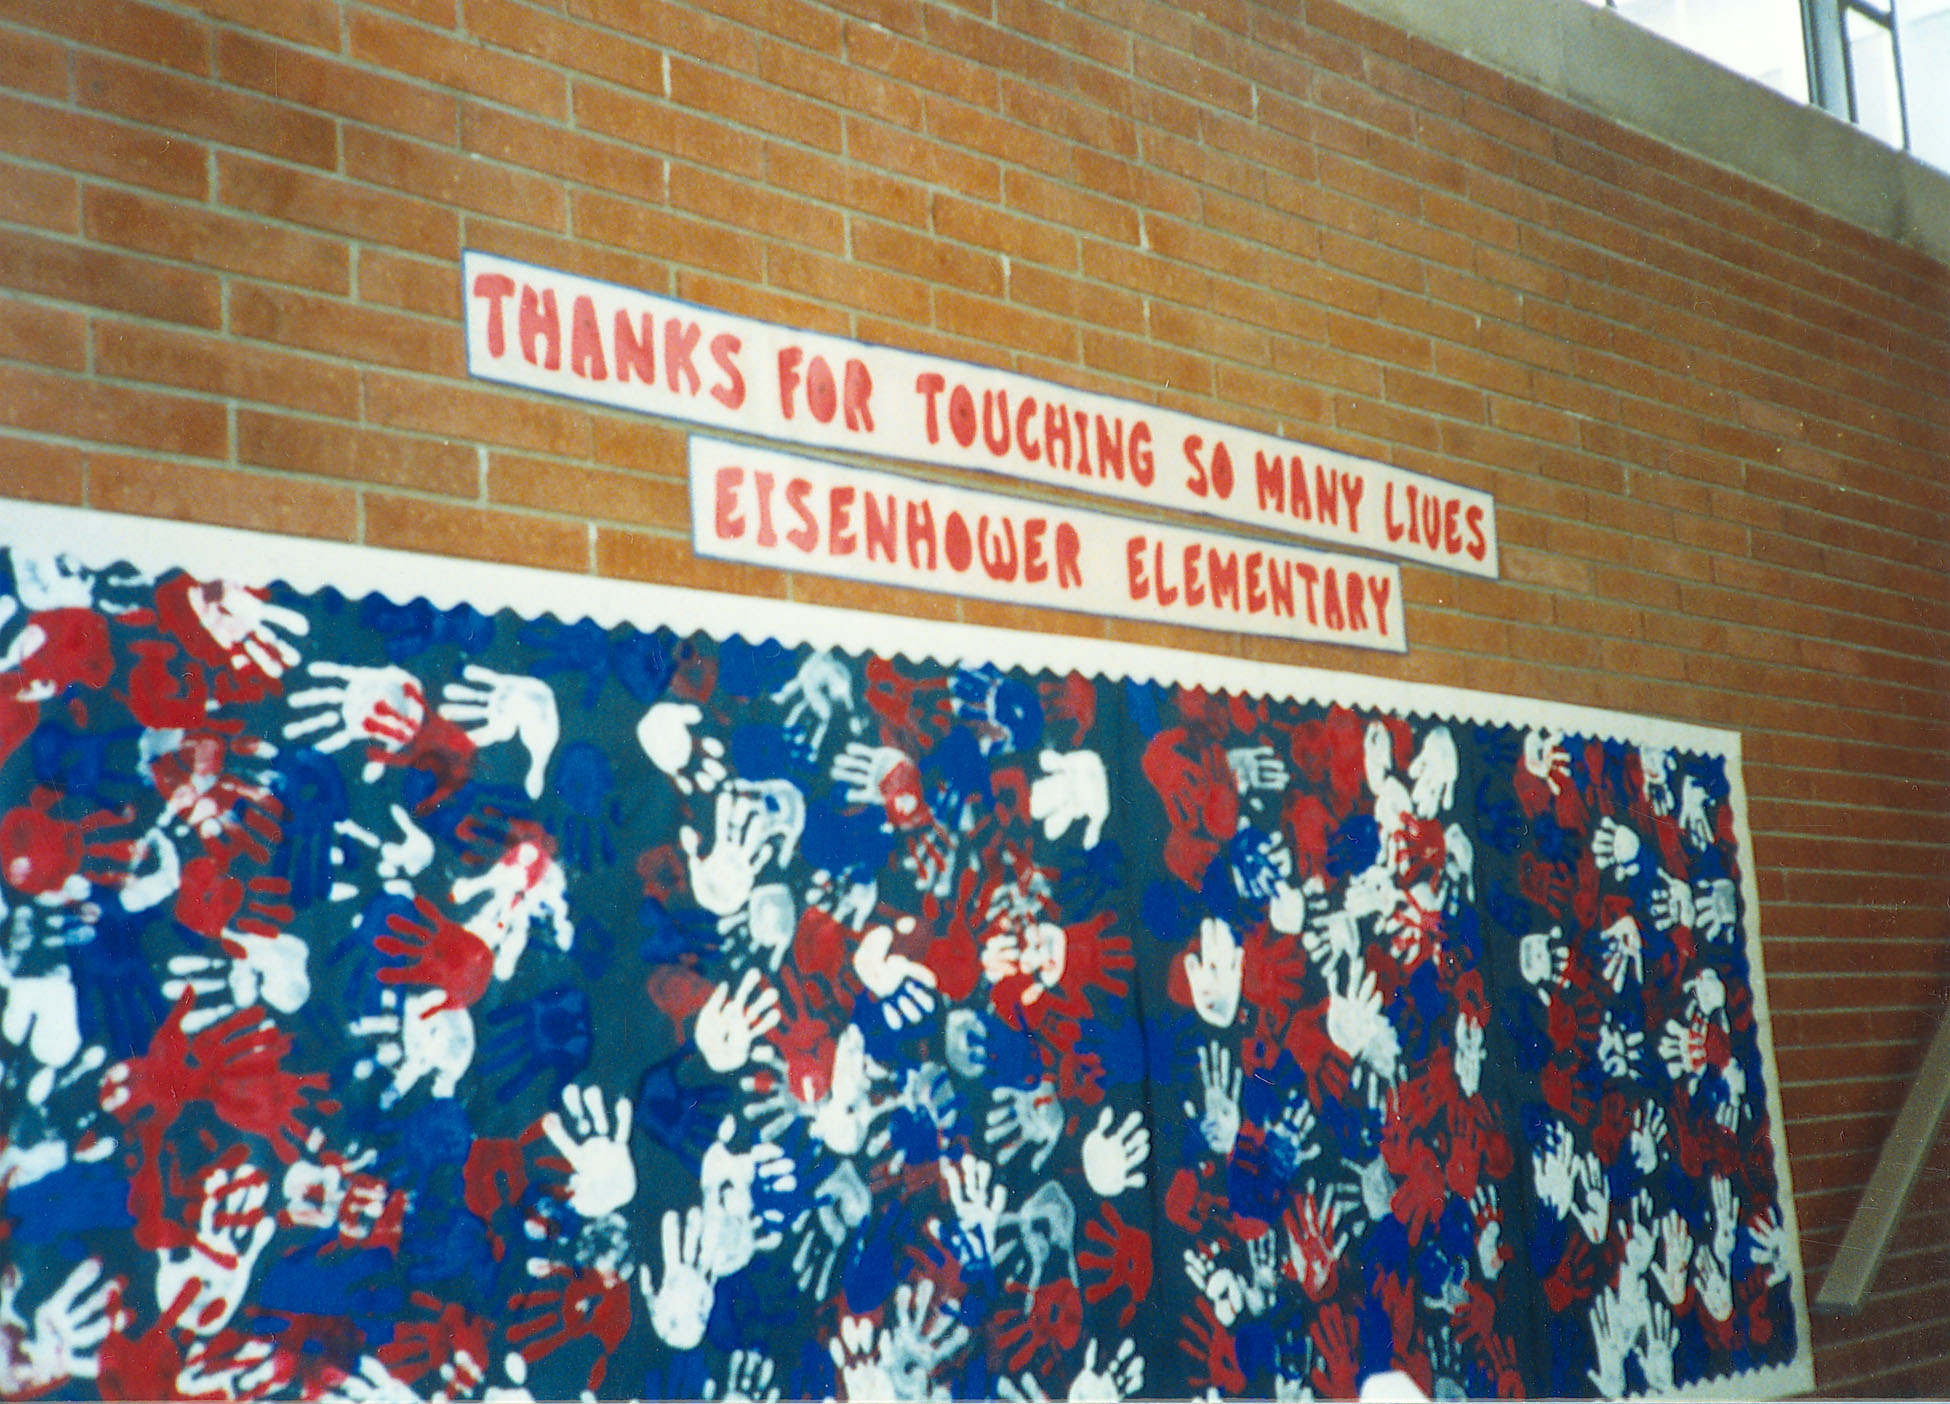 THANKS FOR TOUCHING SO MANY LIVES
EISENHOWER ELEMENTARY